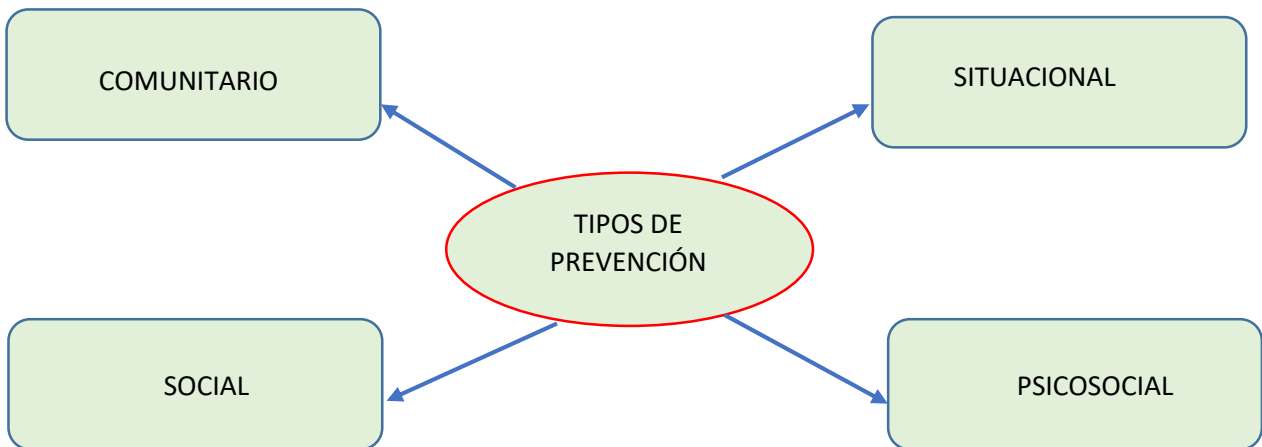 COMUNITARIO
SITUACIONAL
TIPOS DE
PREVENCIÓN
SOCIAL
PSICOSOCIAL